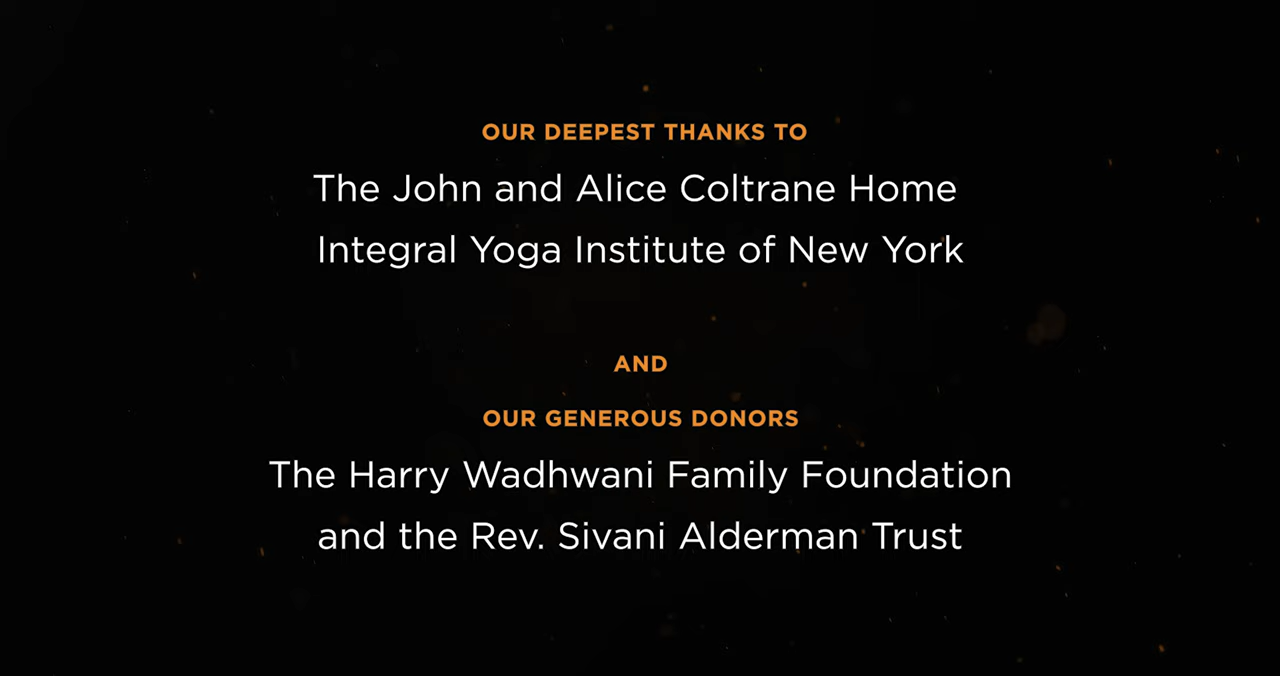 OUR DEEPEST THANKS TO
The John and Alice Coltrane Home
Integral Yoga Institute of New York
AND
OUR GENEROUS DONORS
The Harry Wadhwani Family Foundation
and the Rev. Sivani Alderman Trust